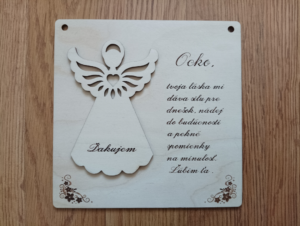 Ocko,
tvoja láska mi
dáva silu pre
dnešok, nádej
do budúcnosti
a pekné
spomienky
na minulosť.
Ľúbim ťa
Ďakujem